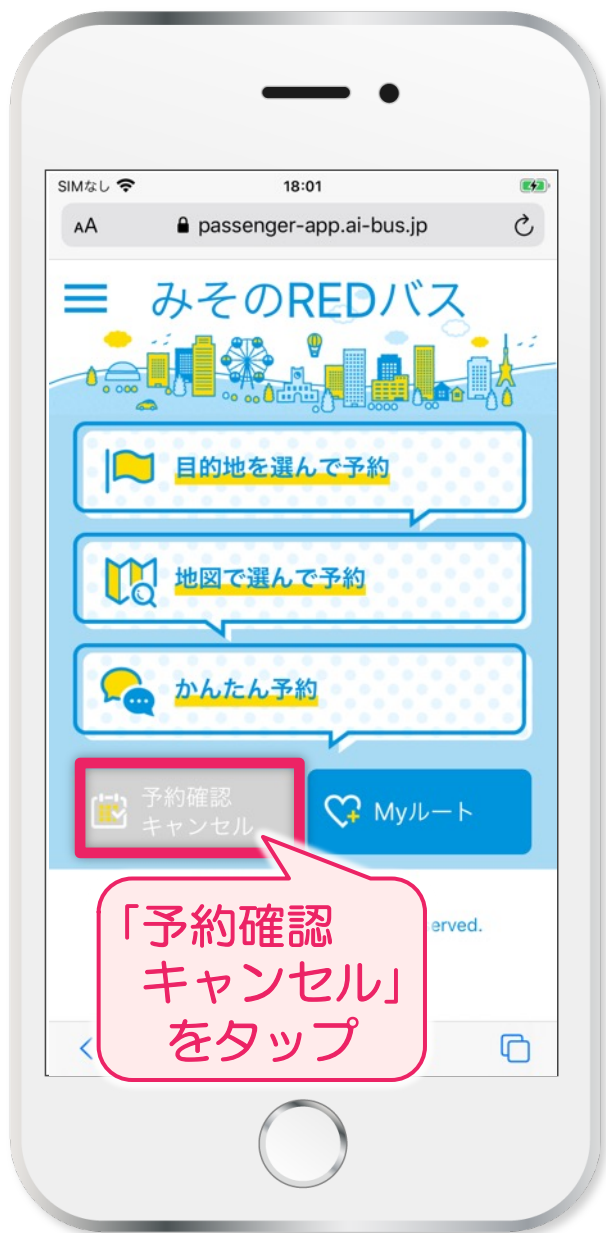 SIMなし 18:01
AA passenger-app.ai-bus.jp
みそのREDバス
目的地を選んで予約
地図で選んで予約
かんたん予約
予約確認
キャンセル
Myルート
erved.
「予約確認
キャンセル」
をタップ